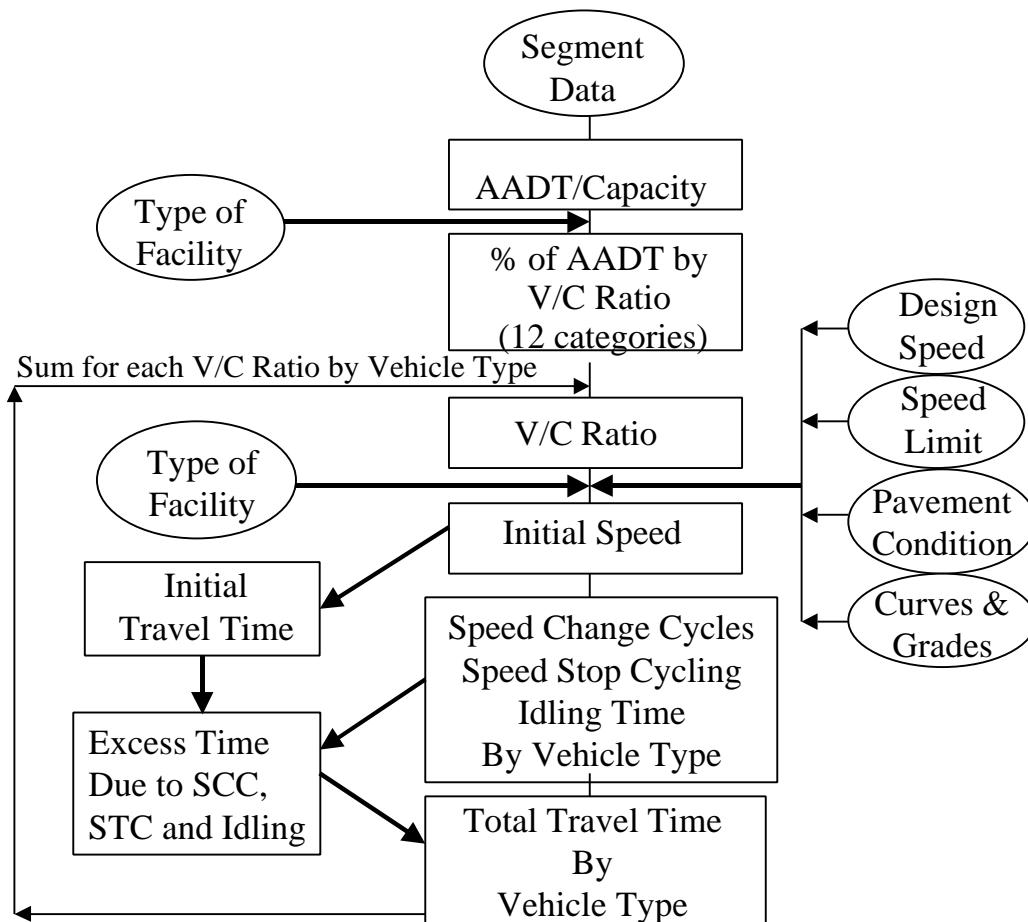 Segment
Data
AADT/Capacity
Type of
Facility
% of AADT by
V/C Ratio
(12 categories)
Design
Speed
Sum for each V/C Ratio by Vehicle Type
V/C Ratio
Speed
Limit
Type of
Facility
Initial Speed
Pavement
Condition
Initial
Travel Time
Curves &
Grades
Speed Change Cycles
Speed Stop Cycling
Idling Time
By Vehicle Type
Excess Time
Due to SCC,
STC and Idling
Total Travel Time
By
Vehicle Type